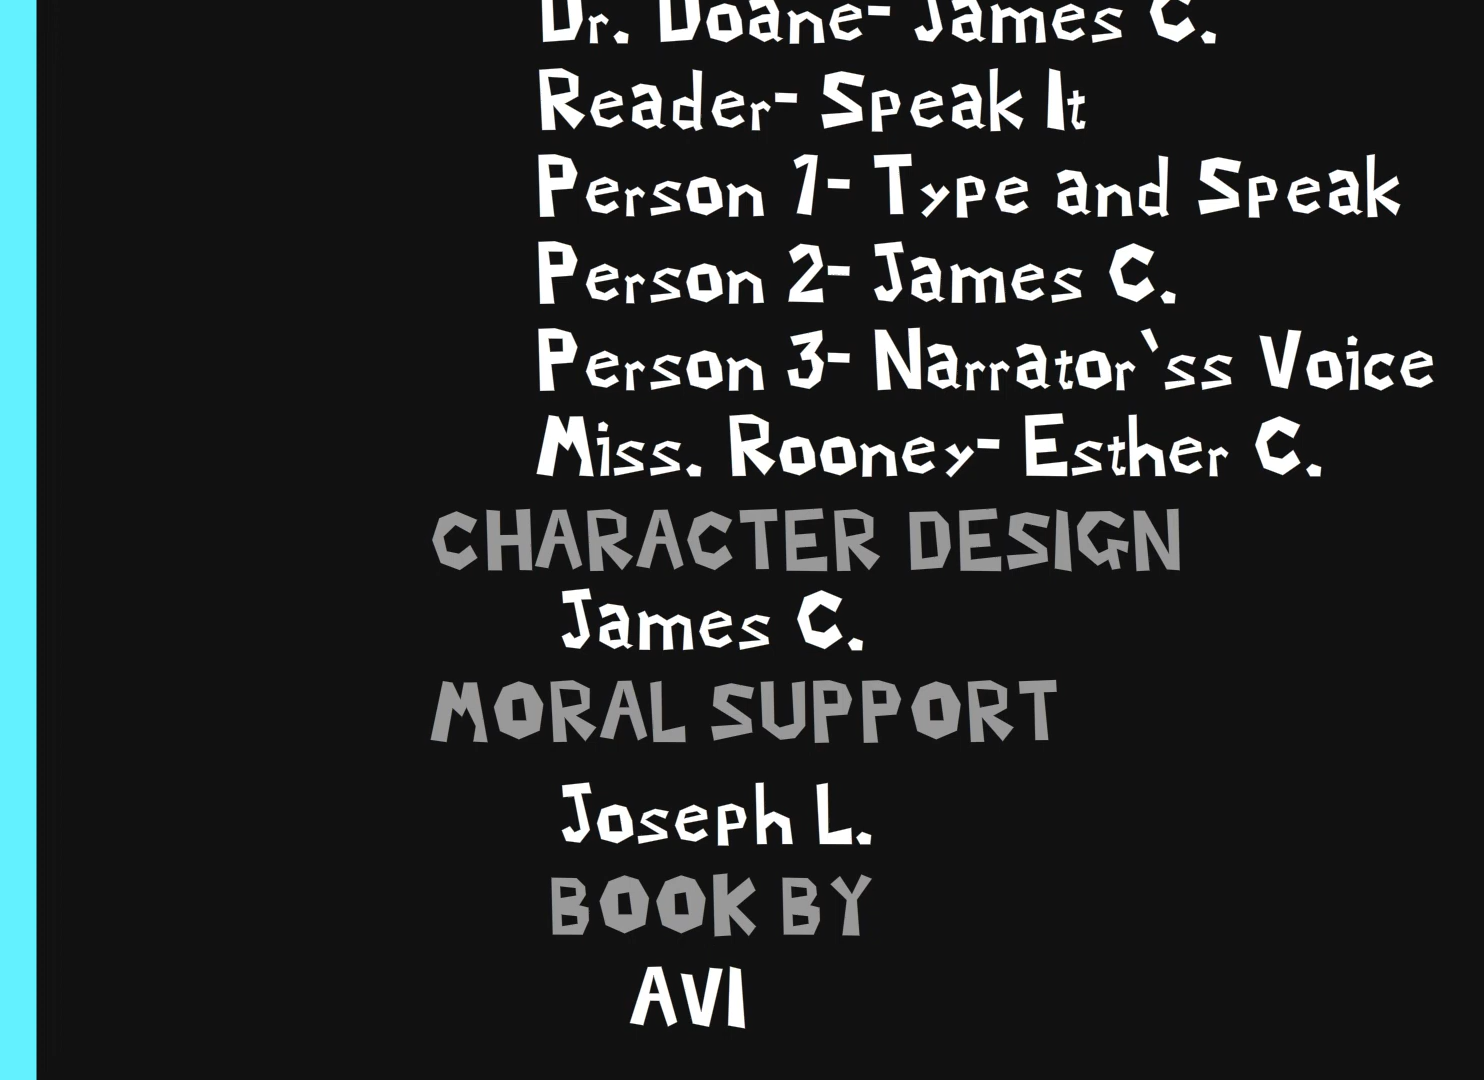 Dr. Doane- James C.
Reader- Speak It
Person 1- Type and Speak
Person 2- James C.
Person 3- Narrator`ss Voice
Miss. Rooney- Esther C.
CHARACTER DESIGN
James C.
MORAL SUPPORT
Joseph L.
BOOK BY
AVI